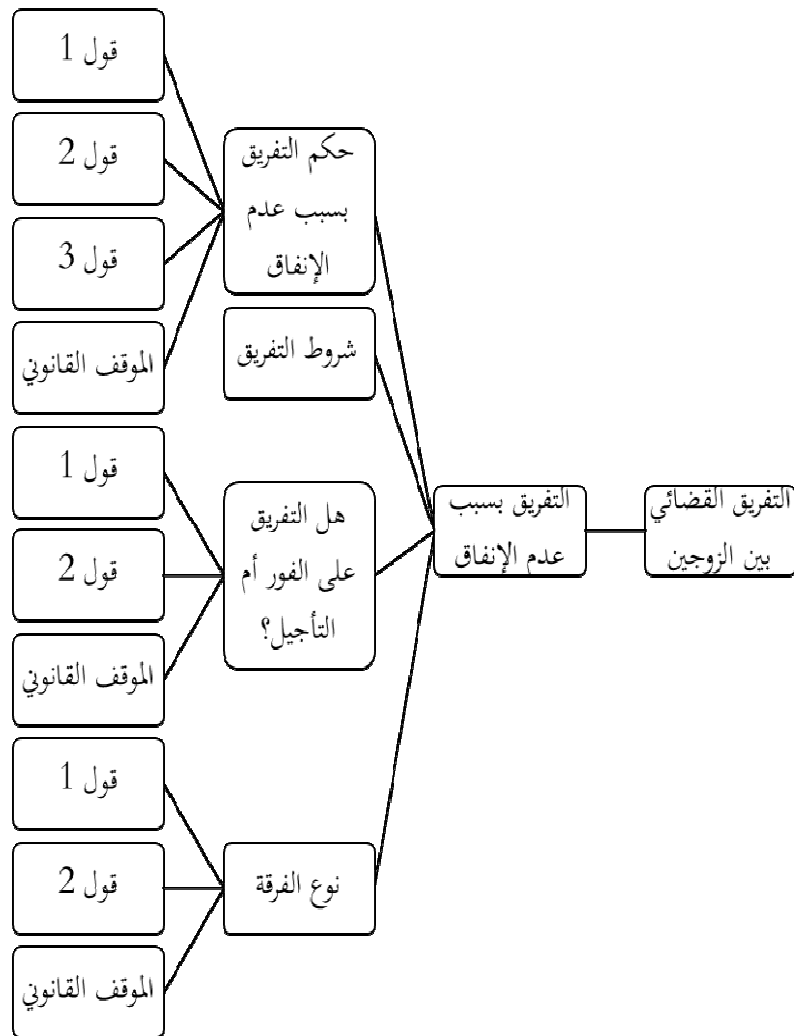 التفريق القضائي
بين الزوجين
التفريق بسبب
عدم الإنفاق
حكم التفريق
بسبب عدم
الإنفاق
قول 1
قول 2
قول 3
الموقف القانوني
شروط التفريق
هل التفريق
على الفور أم
التأجيل؟
قول 1
قول 2
الموقف القانوني
نوع الفرقة
قول 1
قول 2
الموقف القانوني